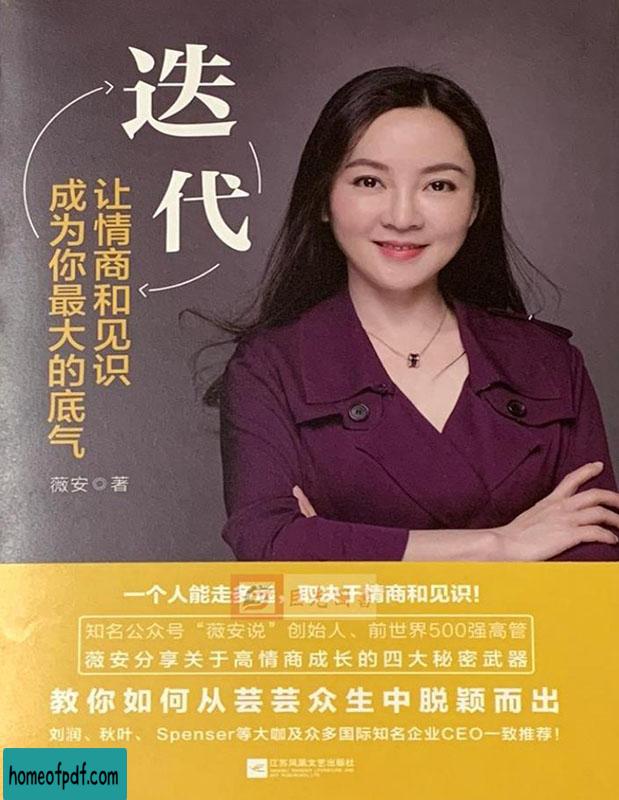 迭代
让情商和见识
成为你最大的底气
薇安◎著
一个人能走多远，取决于情商和见识！
知名公众号“薇安说”创始人、前世界500强高管
薇安分享关于高情商成长的四大秘密武器
教你如何从芸芸众生中脱颖而出
刘润、秋叶、Spenser等大咖及众多国际知名企业CEO一致推荐！
江苏凤凰文艺出版社
homeofpdf.com